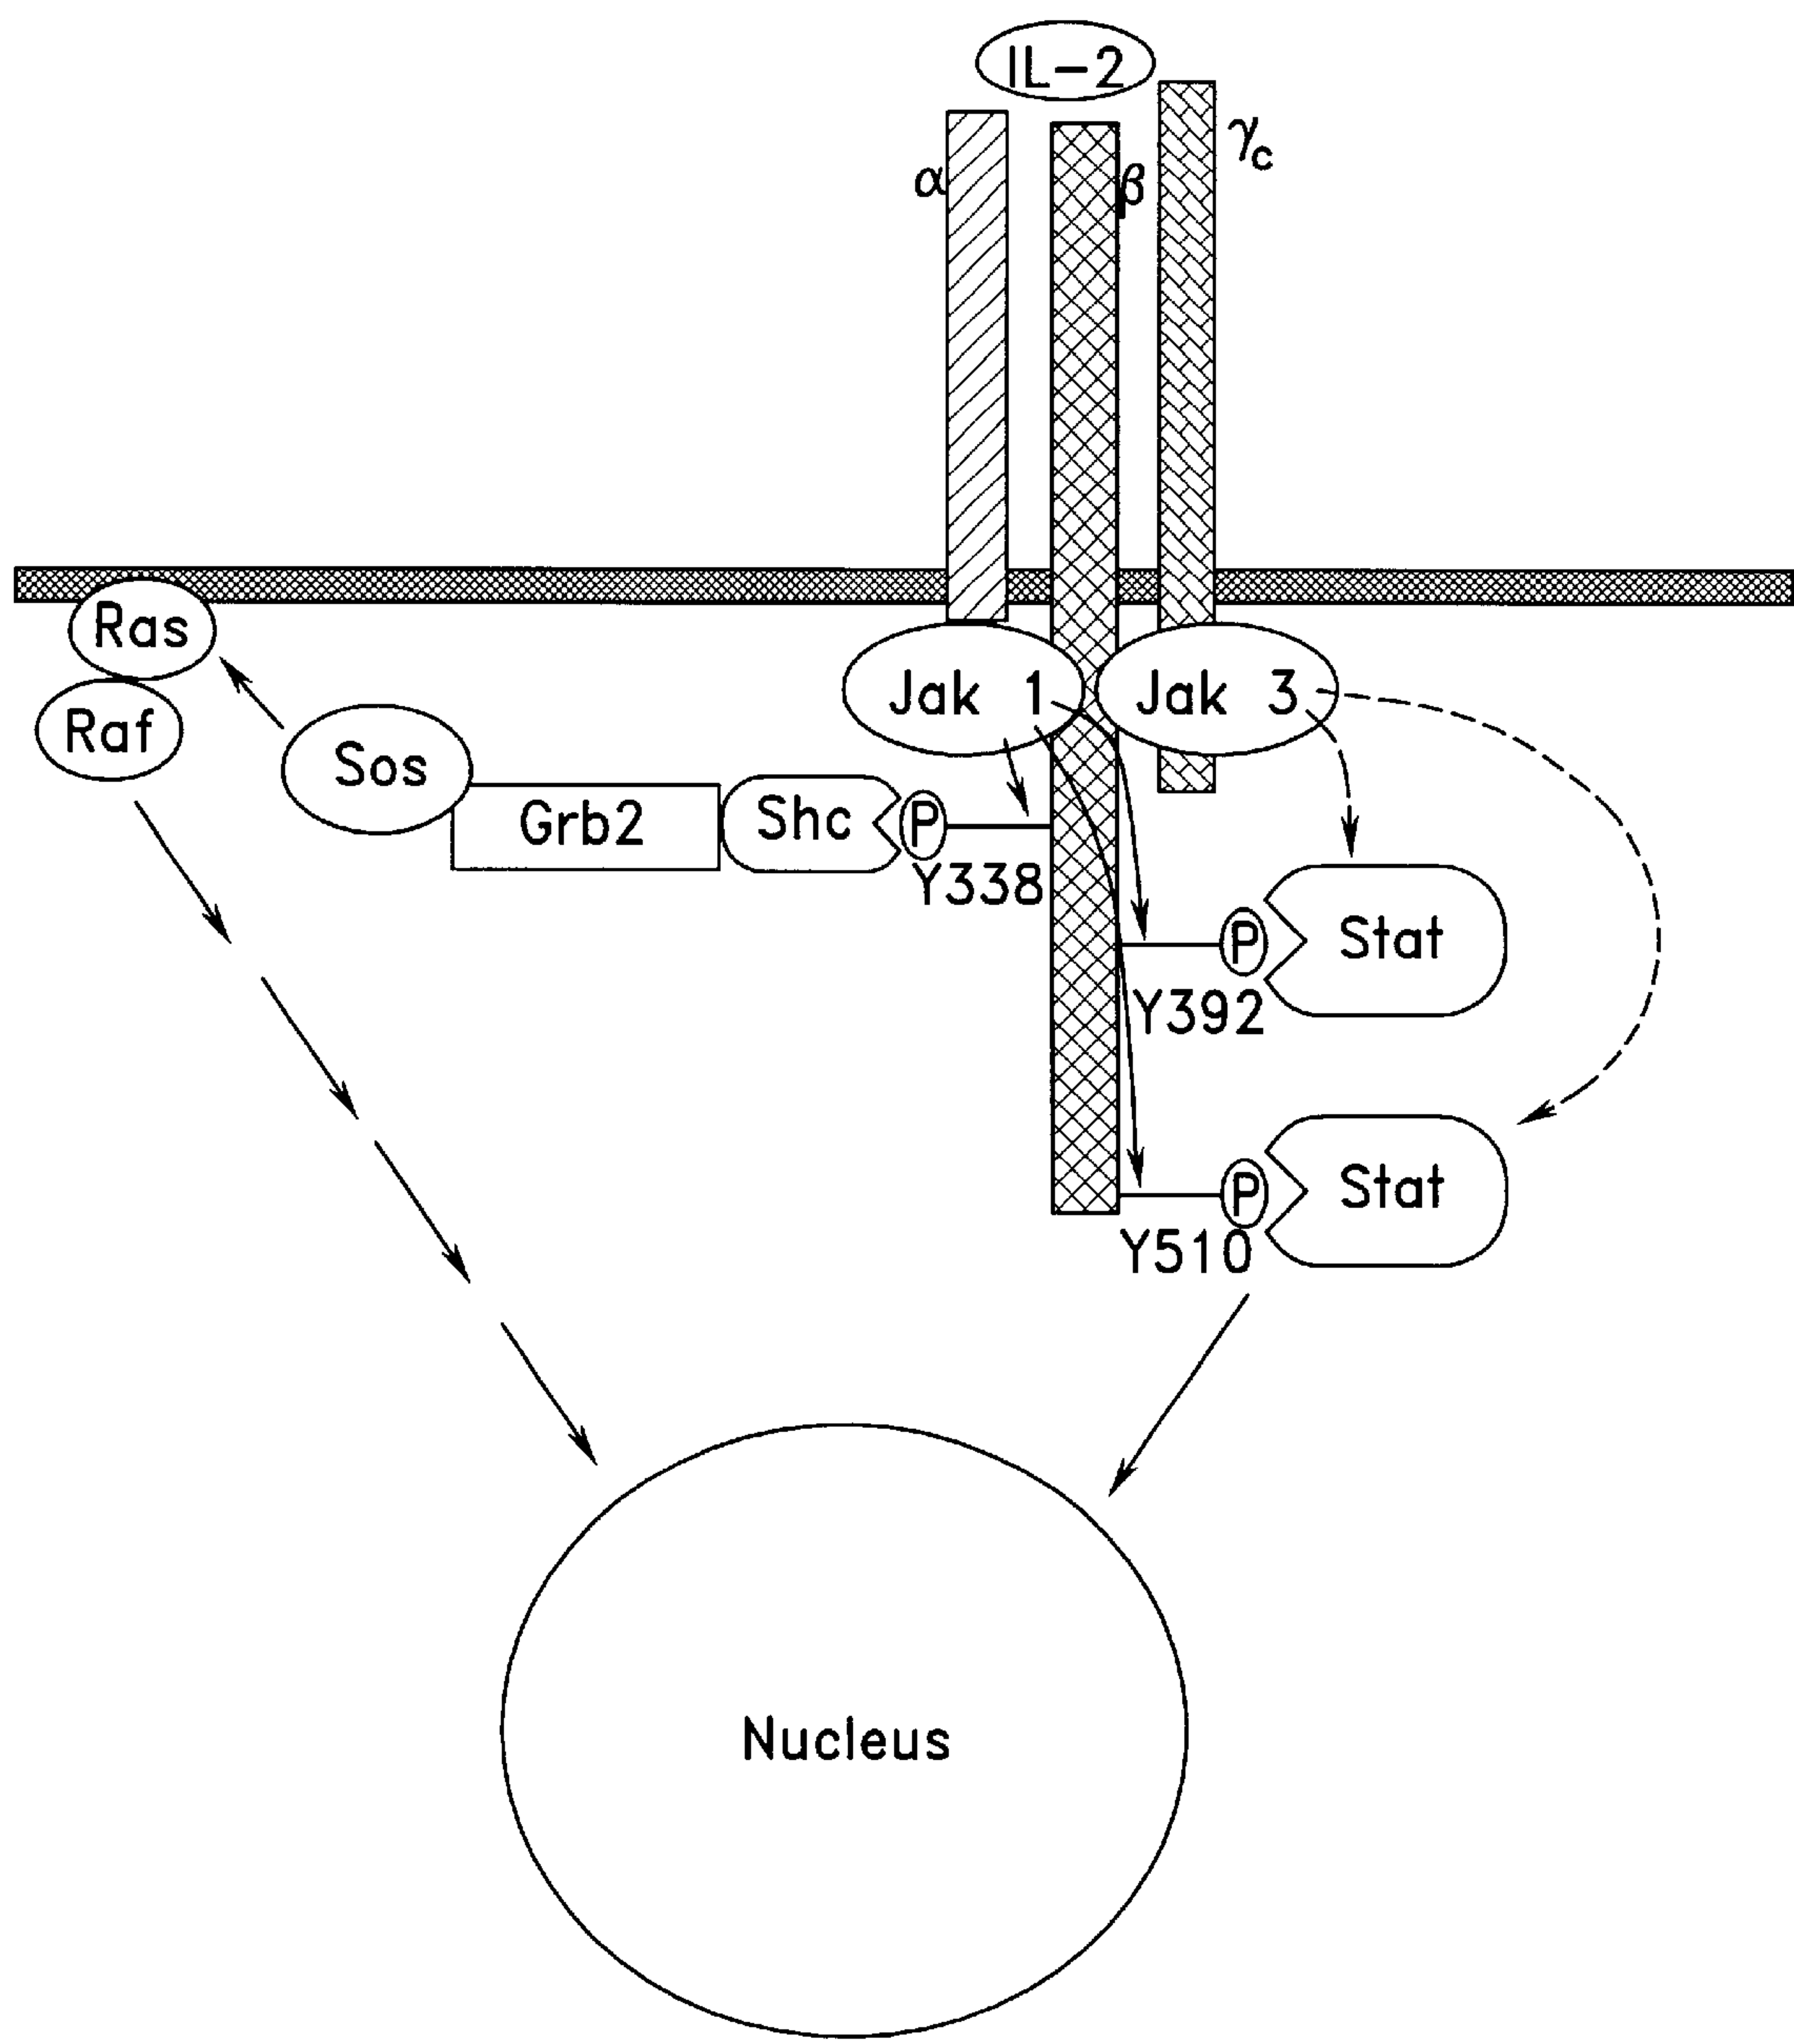 IL-2
α
β
γc
Ras
Raf
Sos
Grb2
Shc
P
Y338
Jak 1
Jak 3
P
Stat
Y392
P
Stat
Y510
Nucleus